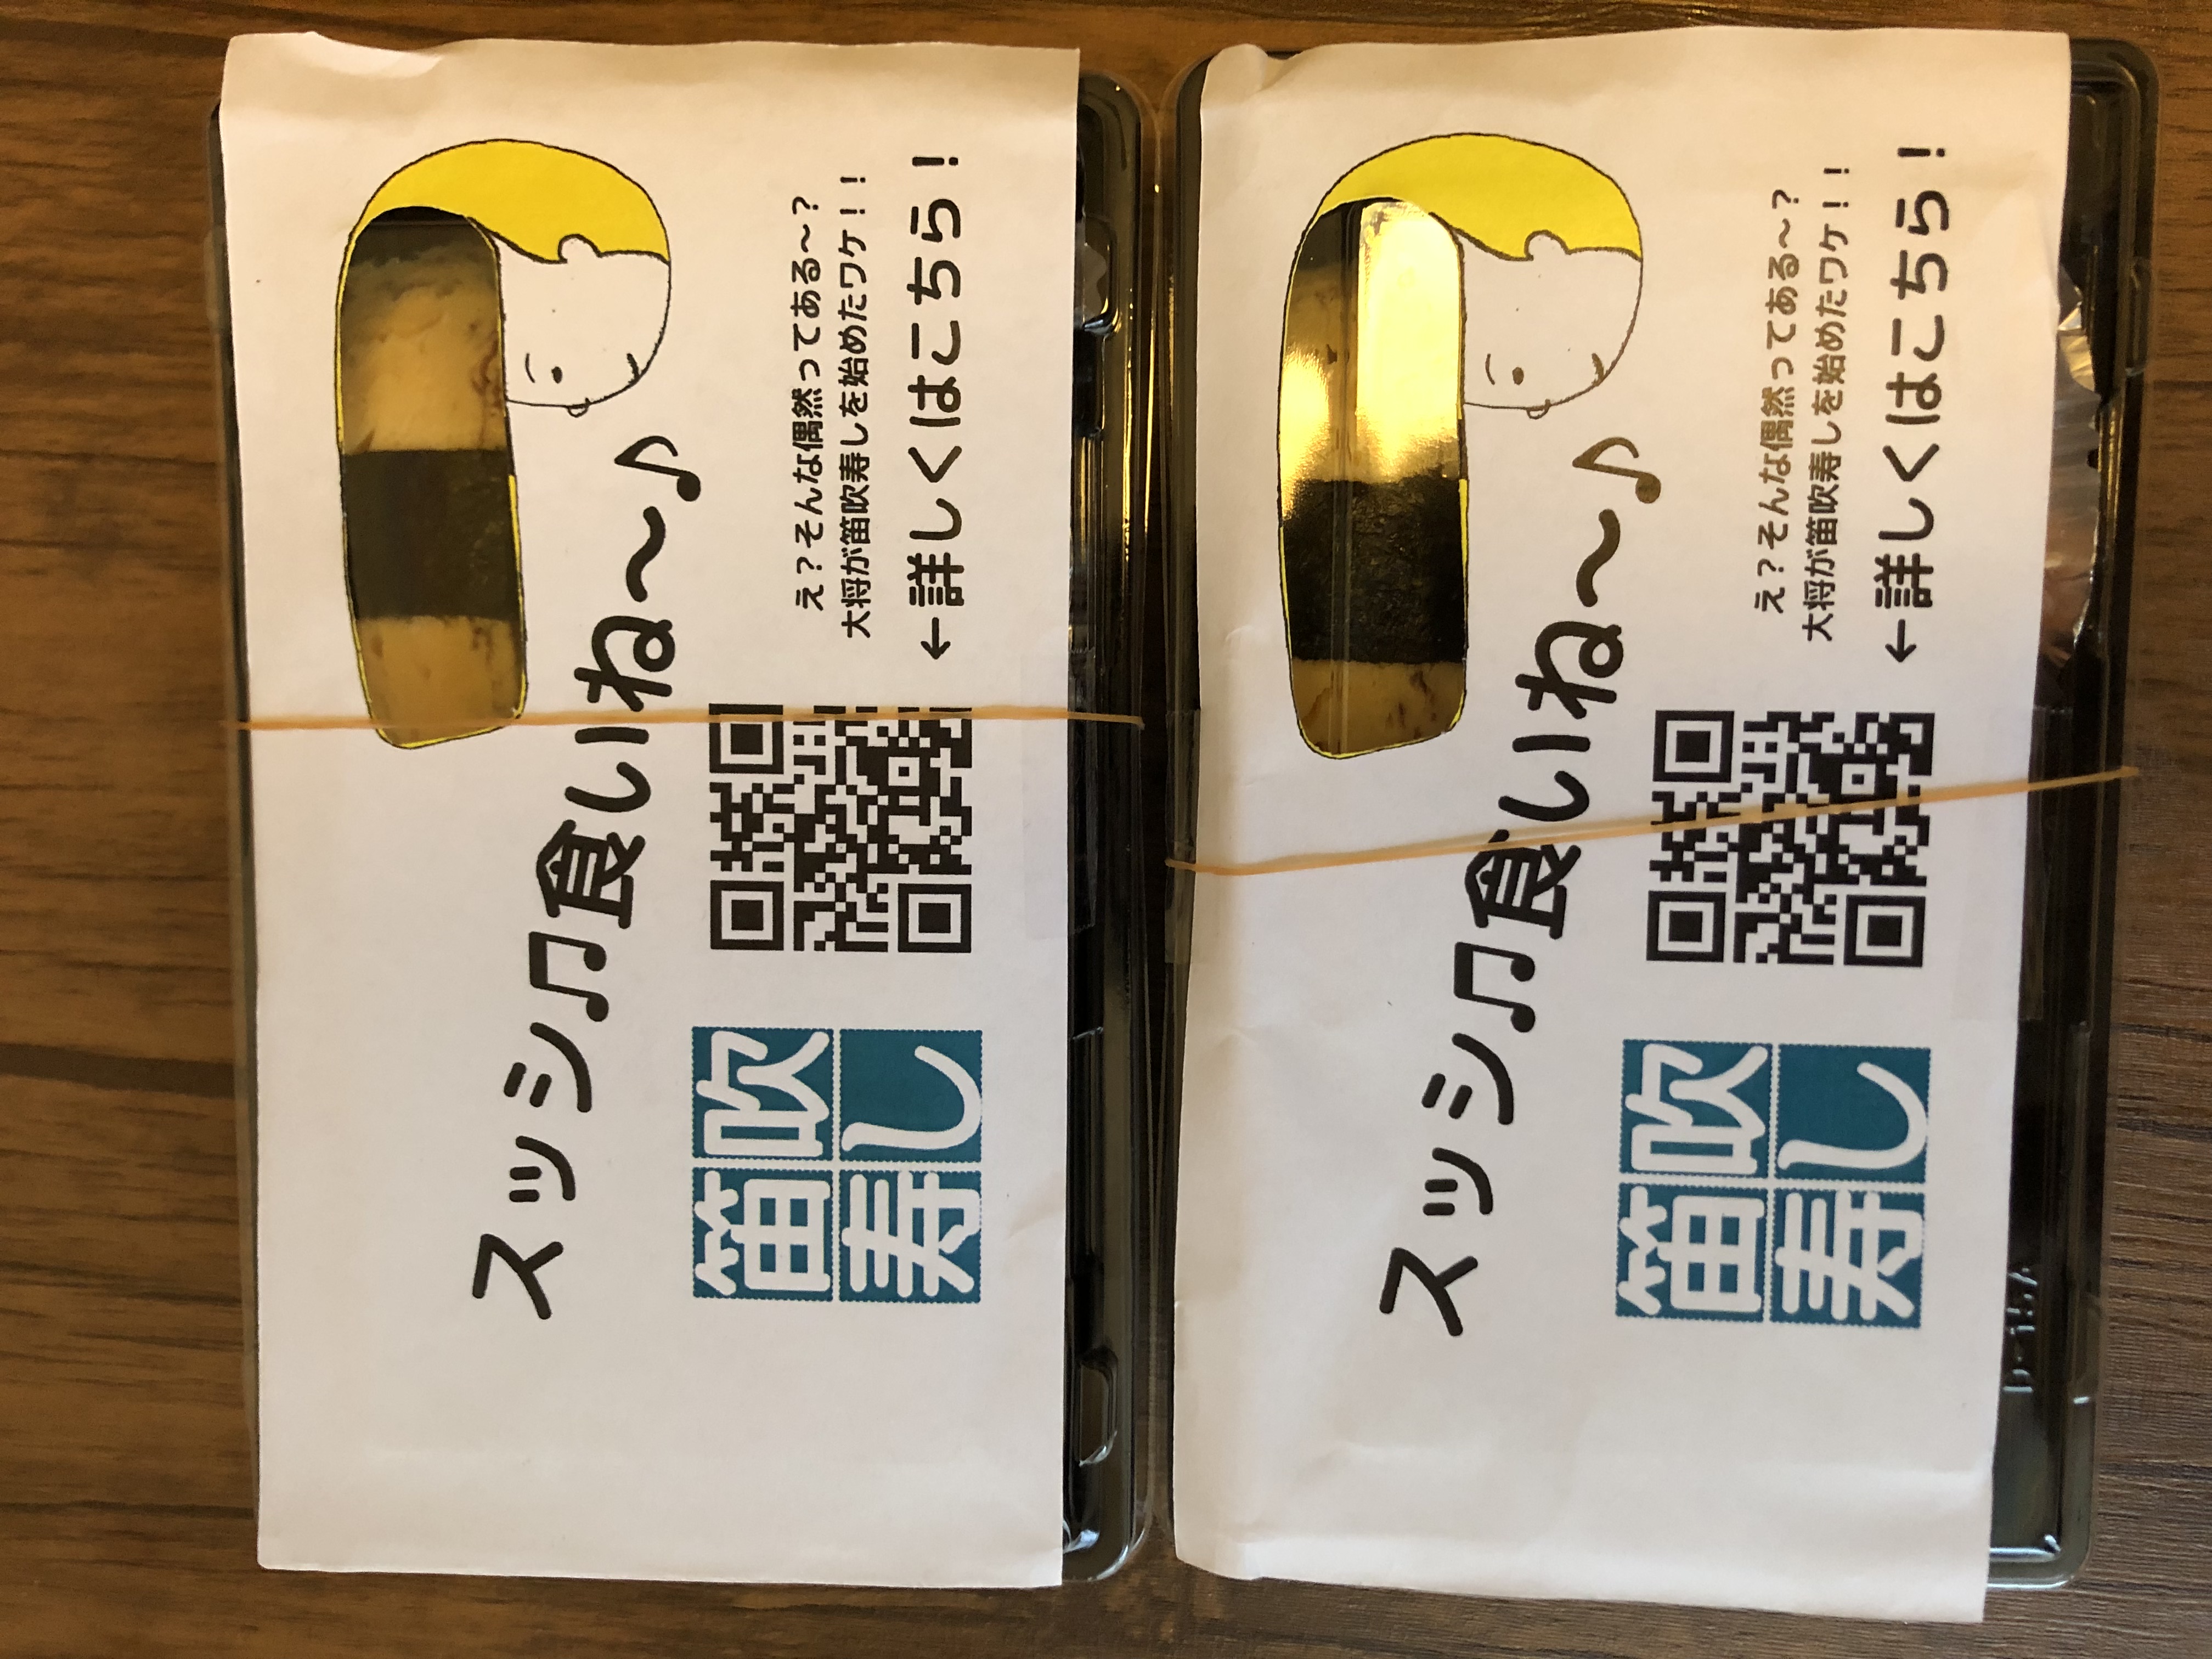 スッシ♫食いね〜♪
笛吹
寿し
え？そんな偶然ってある〜？
大将が笛吹寿しを始めたワケ！！
←詳しくはこちら！
スッシ♫食いね〜♪
笛吹
寿し
え？そんな偶然ってある〜？
大将が笛吹寿しを始めたワケ！！
←詳しくはこちら！